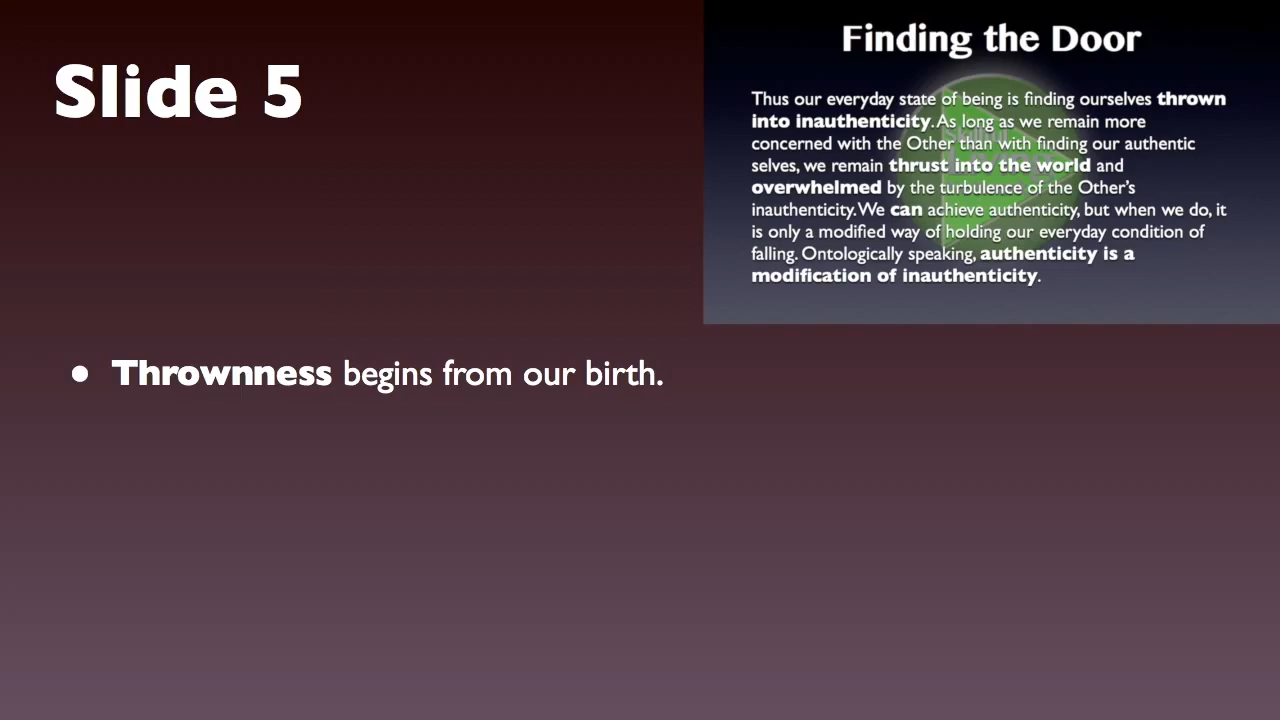 Slide 5
Finding the Door
Thus our everyday state of being is finding ourselves thrown
into inauthenticity. As long as we remain more
concerned with the Other than with finding our authentic
selves, we remain thrust into the world and
overwhelmed by the turbulence of the Other's
inauthenticity. We can achieve authenticity, but when we do, it
is only a modified way of holding our everyday condition of
falling. Ontologically speaking, authenticity is a
modification of inauthenticity.
• Thrownness begins from our birth.